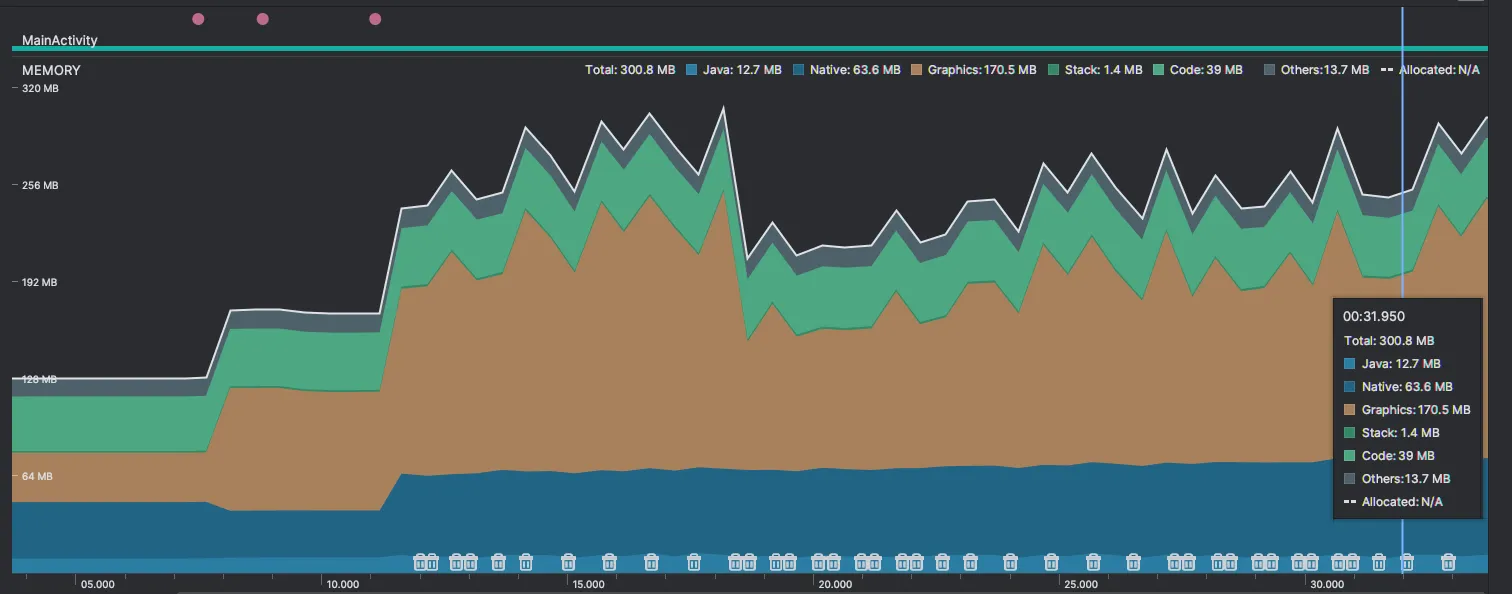 MainActivity
MEMORY Total: 300.8 MB Java: 12.7 MB Native: 63.6 MB Graphics: 170.5 MB Stack: 1.4 MB Code: 39 MB Others: 13.7 MB Allocated: N/A
320 MB
256 MB
192 MB
128 MB
64 MB
00:31.950
Total: 300.8 MB
Java: 12.7 MB
Native: 63.6 MB
Graphics: 170.5 MB
Stack: 1.4 MB
Code: 39 MB
Others: 13.7 MB
Allocated: N/A
05.000 10.000 15.000 20.000 25.000 30.000